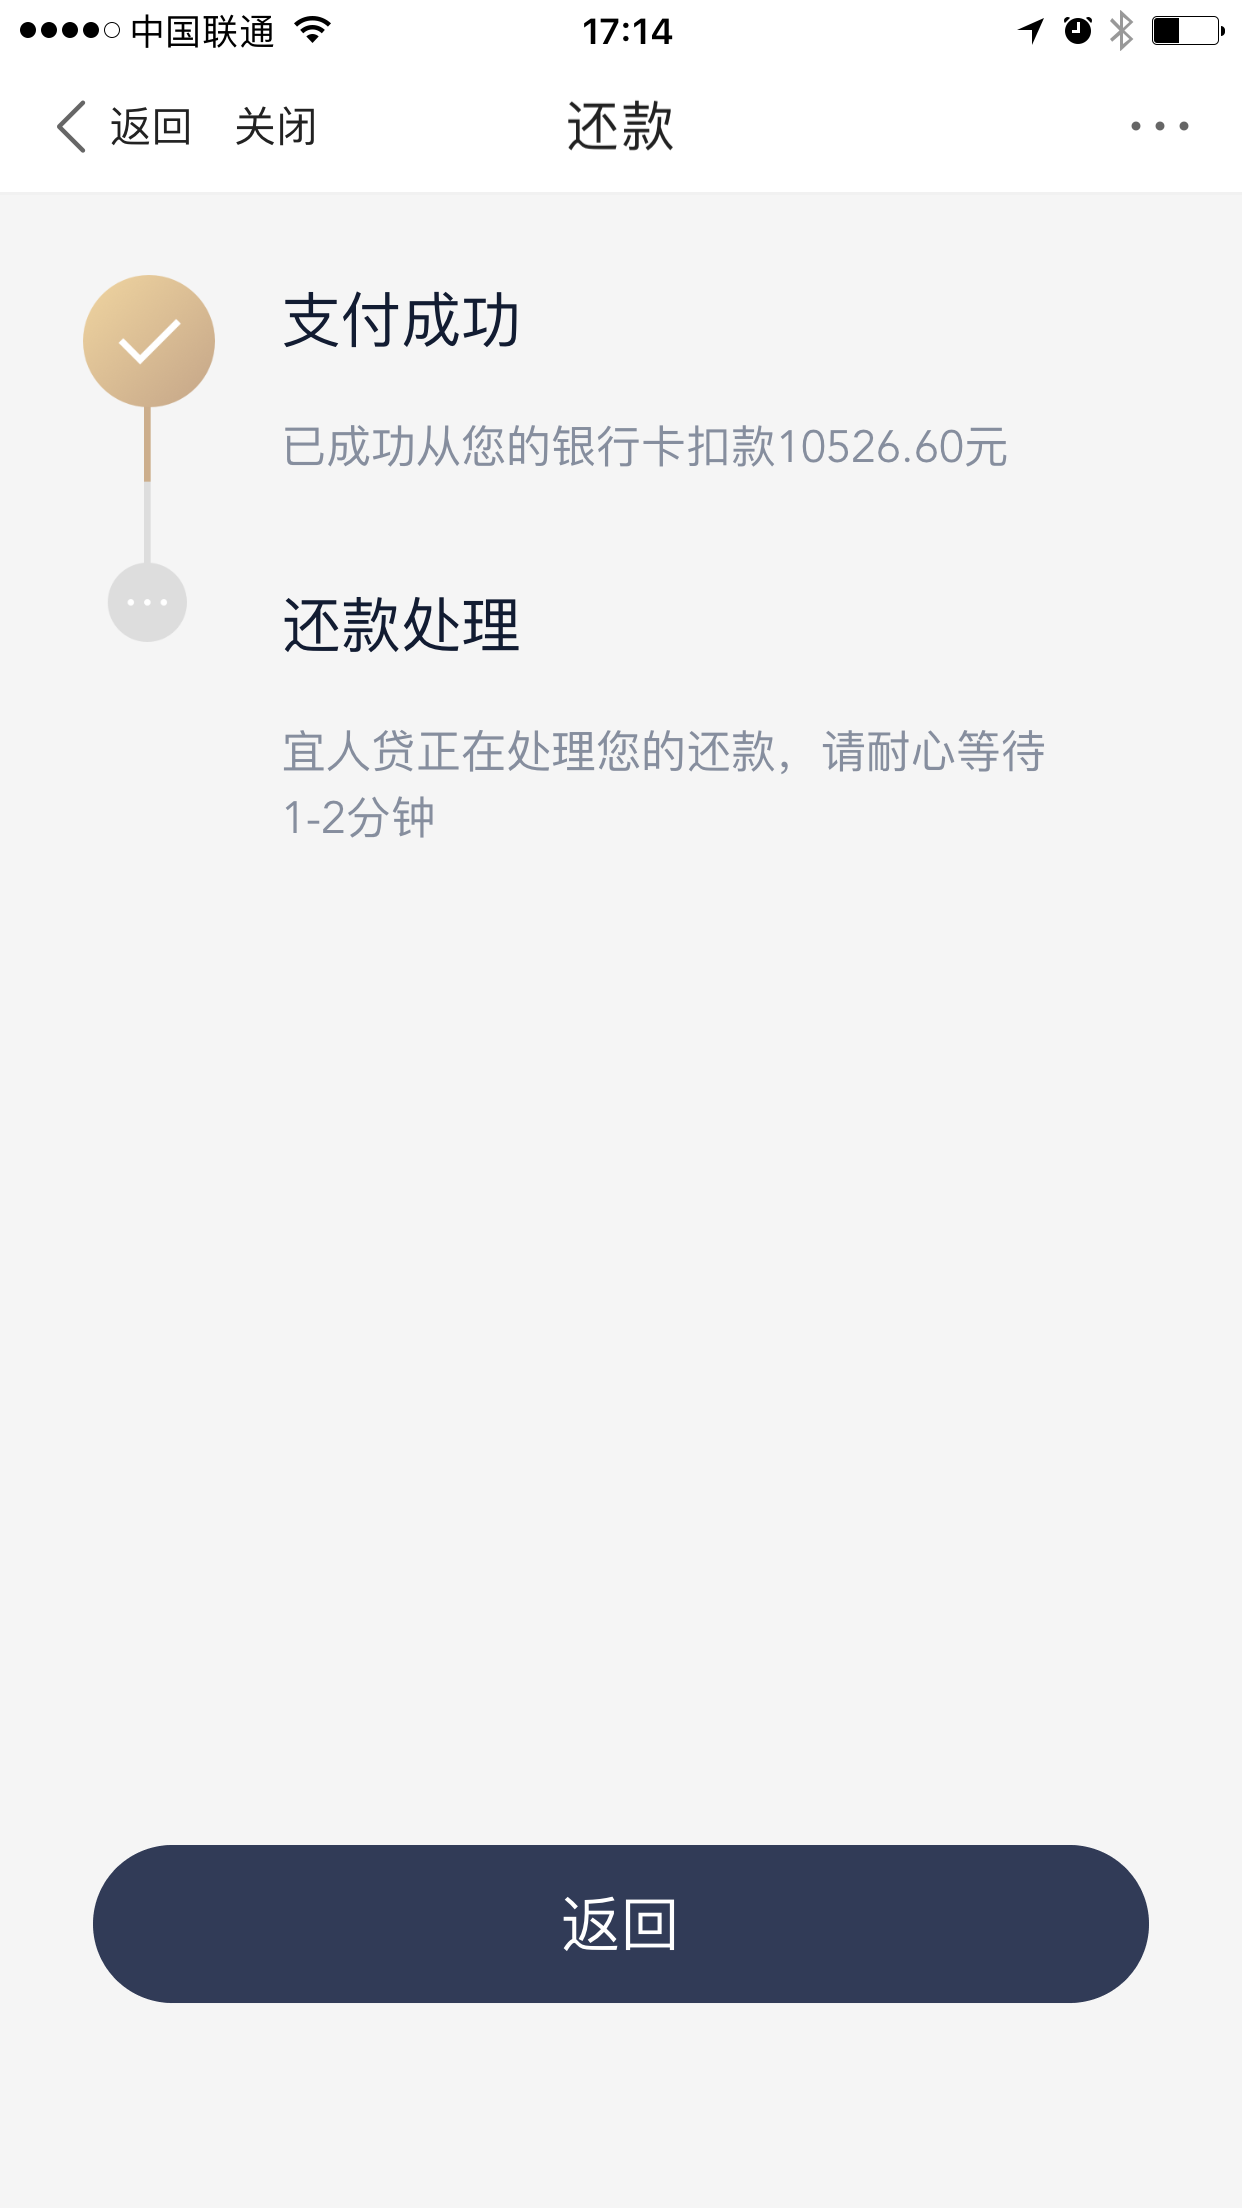 中国联通
17:14
返回 关闭 还款
支付成功
已成功从您的银行卡扣款10526.60元
还款处理
宜人贷正在处理您的还款，请耐心等待
1-2分钟
返回